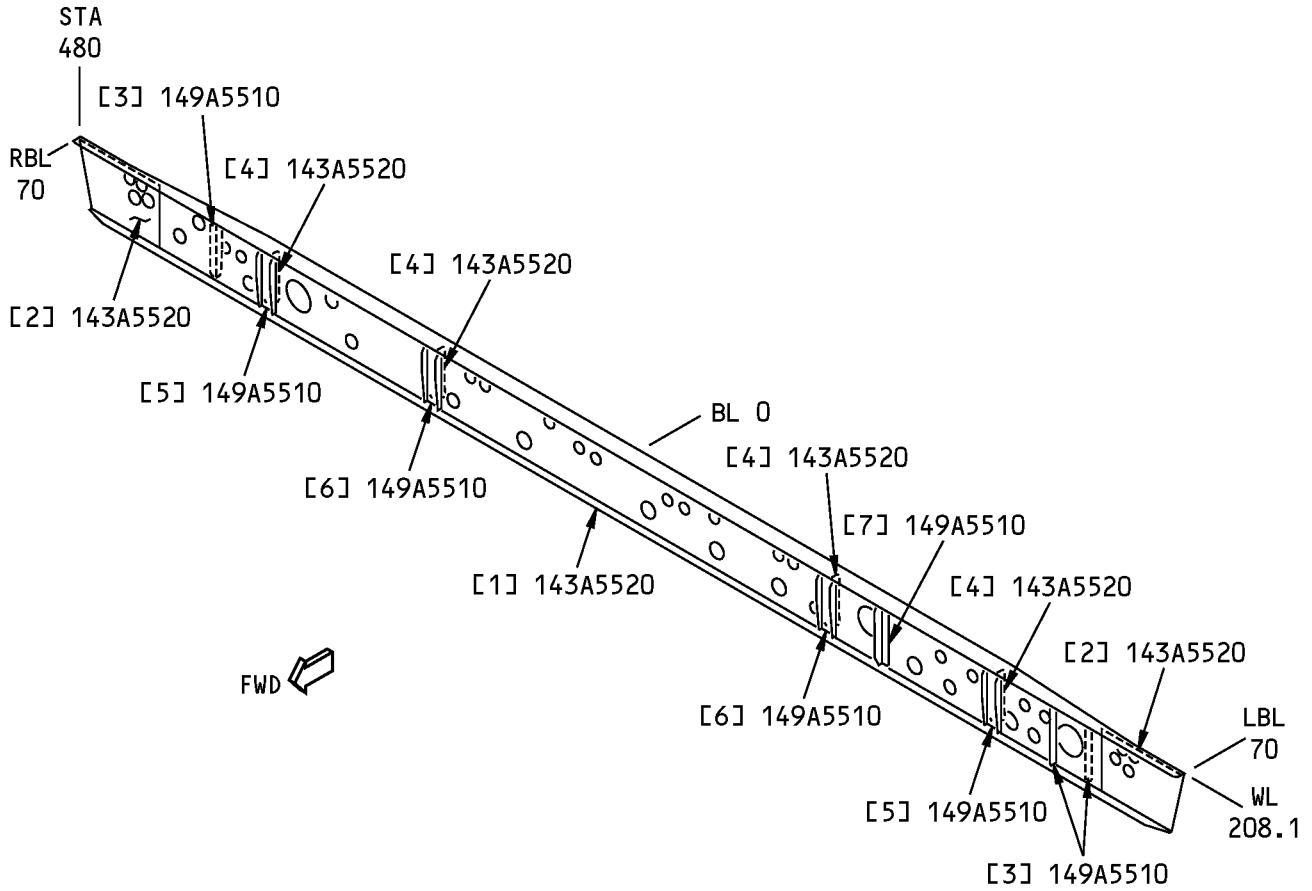 STA
480
[3] 149A5510
RBL
70
[4] 143A5520
[4] 143A5520
[2] 143A5520
[5] 149A5510
BL 0
[4] 143A5520
[6] 149A5510
[7] 149A5510
[1] 143A5520
[4] 143A5520
[2] 143A5520
FWD
[6] 149A5510
LBL
70
[5] 149A5510
WL
208.1
[3] 149A5510